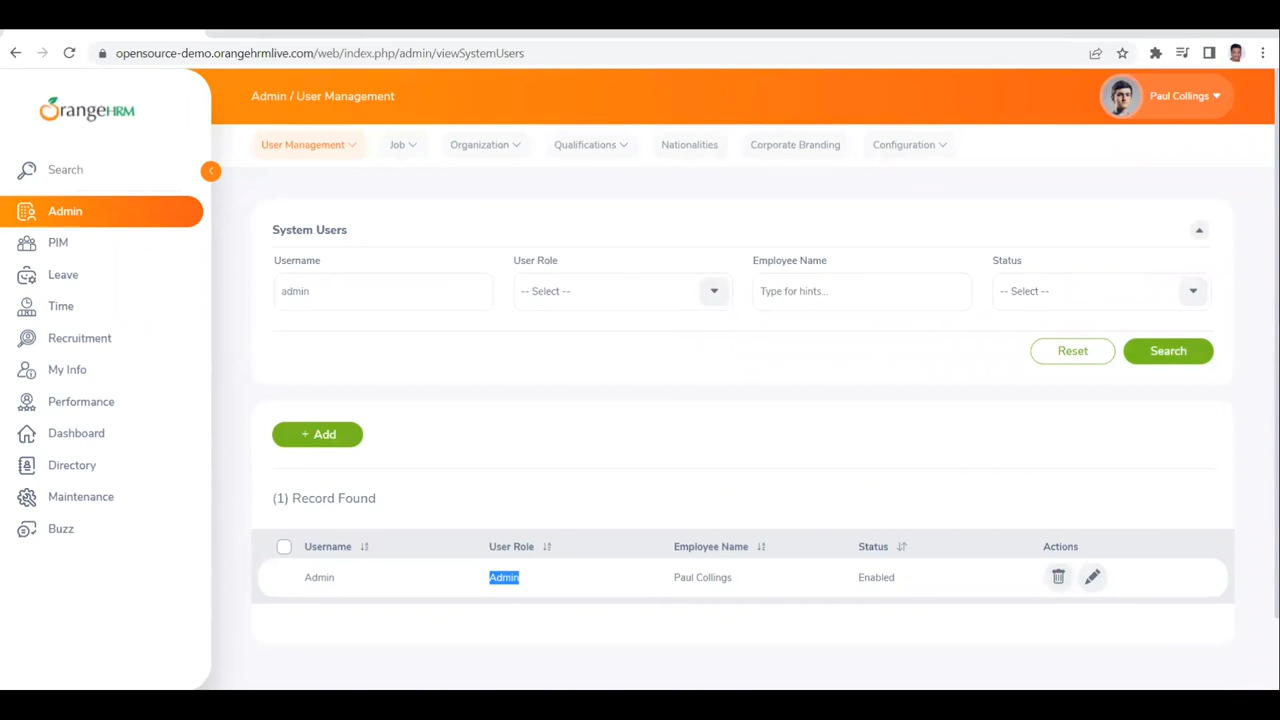 opensource-demo.orangehrmlive.com/web/index.php/admin/viewSystemUsers
OrangeHRM
Admin / User Management
Paul Collings
User Management
Job
Organization
Qualifications
Nationalities
Corporate Branding
Configuration
Search
Admin
PIM
Leave
Time
Recruitment
My Info
Performance
Dashboard
Directory
Maintenance
Buzz
System Users
Username
User Role
Employee Name
Status
admin
-- Select --
Type for hints...
-- Select --
Reset
Search
+ Add
(1) Record Found
Username
User Role
Employee Name
Status
Actions
Admin
Admin
Paul Collings
Enabled